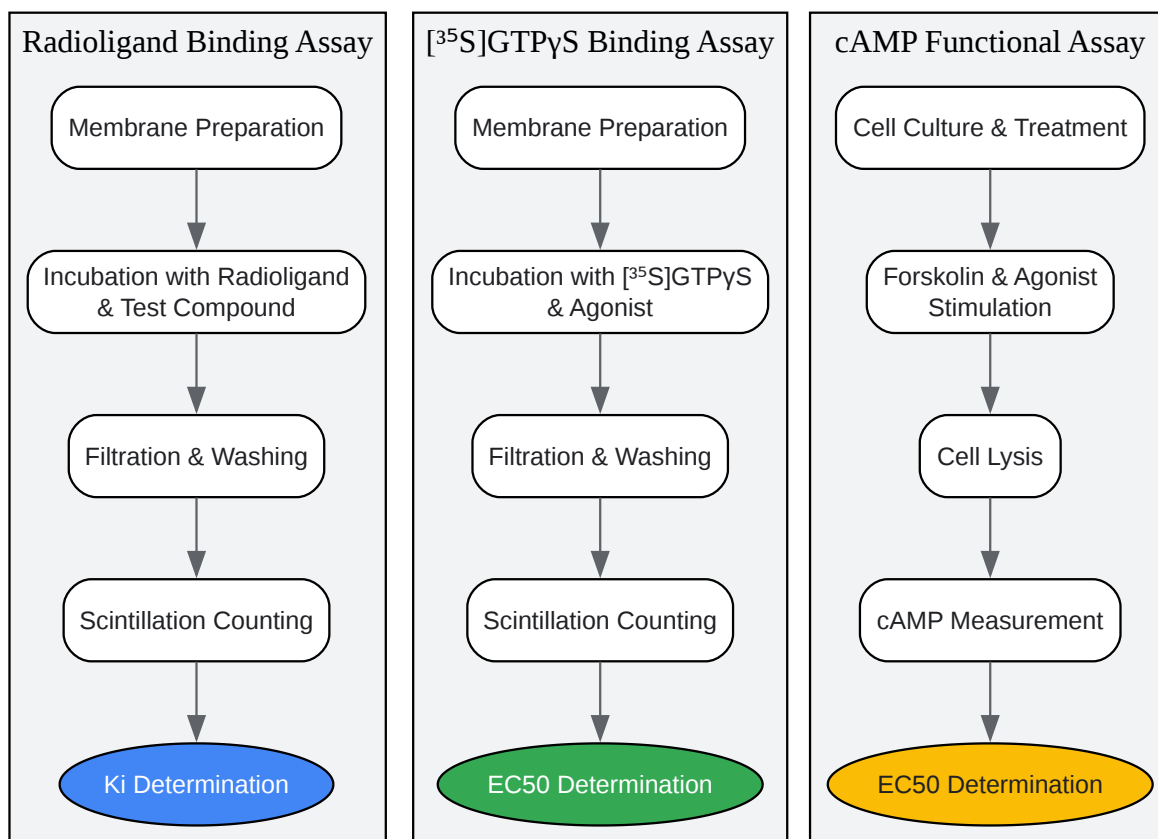 Radioligand Binding Assay
Membrane Preparation
Incubation with Radioligand
& Test Compound
Filtration & Washing
Scintillation Counting
Ki Determination
[³⁵S]GTPγS Binding Assay
Membrane Preparation
Incubation with [³⁵S]GTPγS
& Agonist
Filtration & Washing
Scintillation Counting
EC50 Determination
cAMP Functional Assay
Cell Culture & Treatment
Forskolin & Agonist
Stimulation
Cell Lysis
cAMP Measurement
EC50 Determination